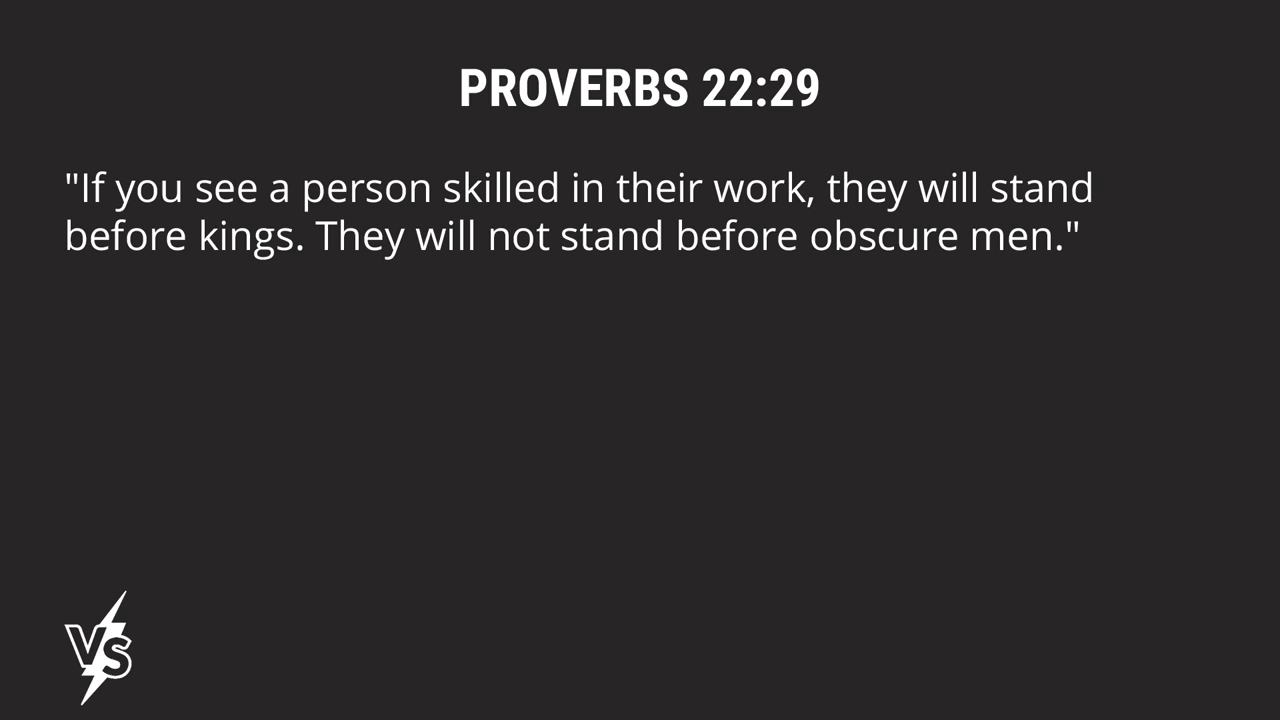 PROVERBS 22:29
"If you see a person skilled in their work, they will stand
before kings. They will not stand before obscure men."
VS